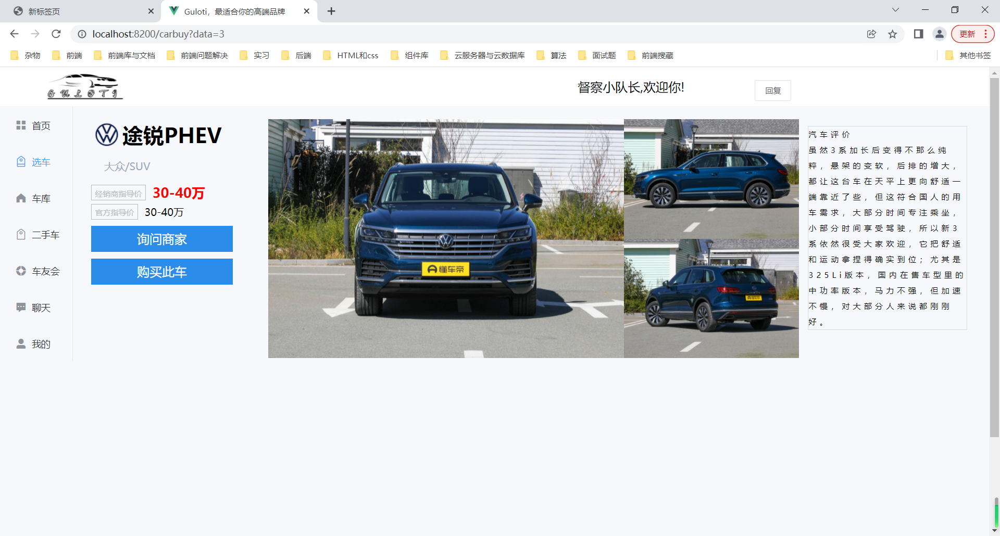 新标签页
Guloti，最适合你的高端品牌
localhost:8200/carbuy?data=3
更新
杂物
前端
前端库与文档
前端问题解决
实习
后端
HTML和css
组件库
云服务器与云数据库
算法
面试题
前端搜藏
其他书签
GULOTI
督察小队长,欢迎你!
回复
首页
选车
车库
二手车
车友会
聊天
我的
途锐PHEV
大众/SUV
经销商指导价 30-40万
官方指导价 30-40万
询问商家
购买此车
懂车帝
懂车帝
汽车评价
虽然3系加长后变得不那么纯
粹，悬架的变软，后排的增大，
都让这台车在天平上更向舒适一
端靠近了些，但这符合国人的用
车需求，大部分时间专注乘坐，
小部分时间享受驾驶，所以新3
系依然很受大家欢迎，它把舒适
和运动拿捏得确实到位；尤其是
325Li版本，国内在售车型里的
中功率版本，马力不强，但加速
不慢，对大部分人来说都刚刚
好。